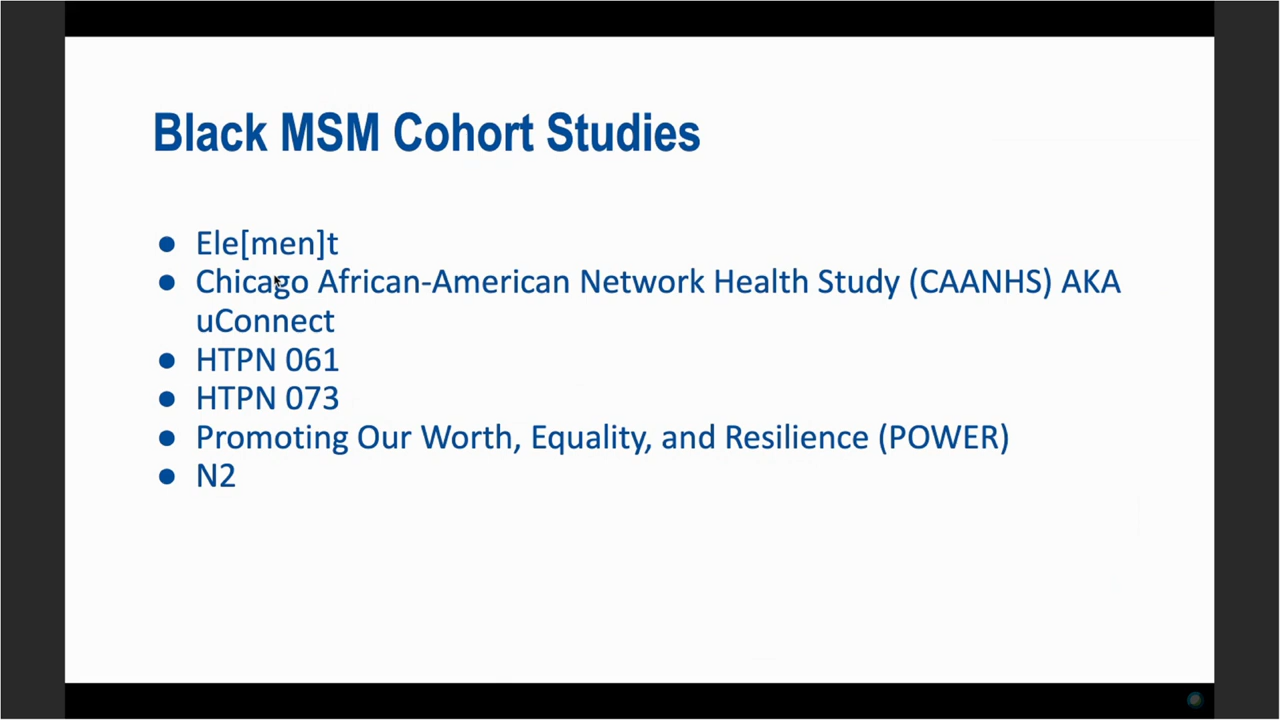 Black MSM Cohort Studies
● Ele[men]t
● Chicago African-American Network Health Study (CAANHS) AKA
uConnect
● HTPN 061
● HTPN 073
● Promoting Our Worth, Equality, and Resilience (POWER)
● N2